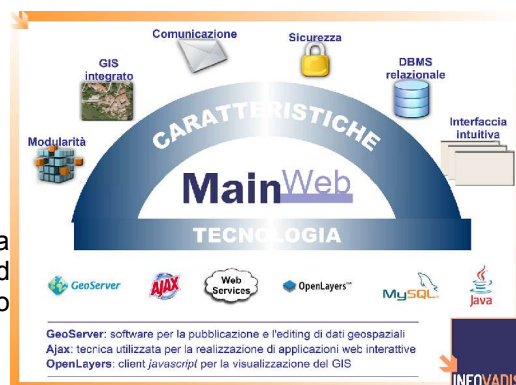 Comunicazione
Sicurezza
GIS
integrato
DBMS
relazionale
Modularità
Interfaccia
intuitiva
CARATTERISTICHE
MainWeb
TECNOLOGIA
a
d
o
GeoServer
AJAX
Web
Services
OpenLayers™
MySQL
Java
GeoServer: software per la pubblicazione e l'editing di dati geospaziali
Ajax: tecnica utilizzata per la realizzazione di applicazioni web interattive
OpenLayers: client javascript per la visualizzazione del GIS
INFOVADIS